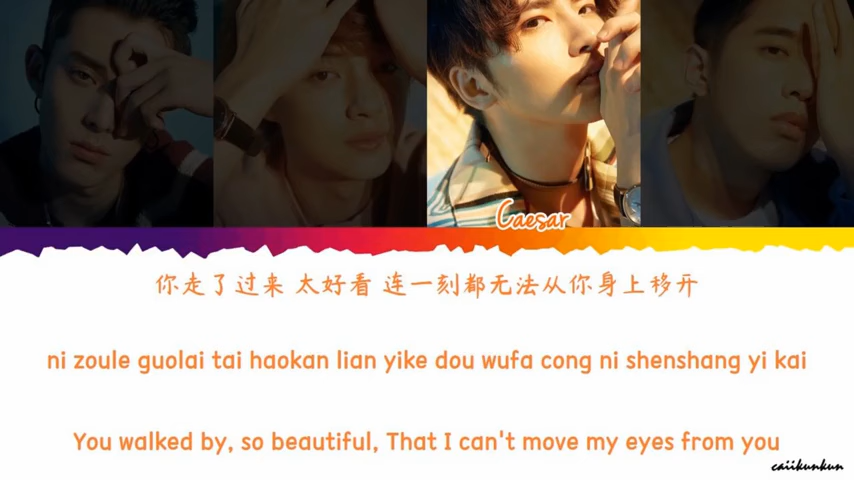 Caesar
你走了过来 太好看 连一刻都无法从你身上移开
ni zoule guolai tai haokan lian yike dou wufa cong ni shenshang yi kai
You walked by, so beautiful, That I can't move my eyes from you
caiikunkun